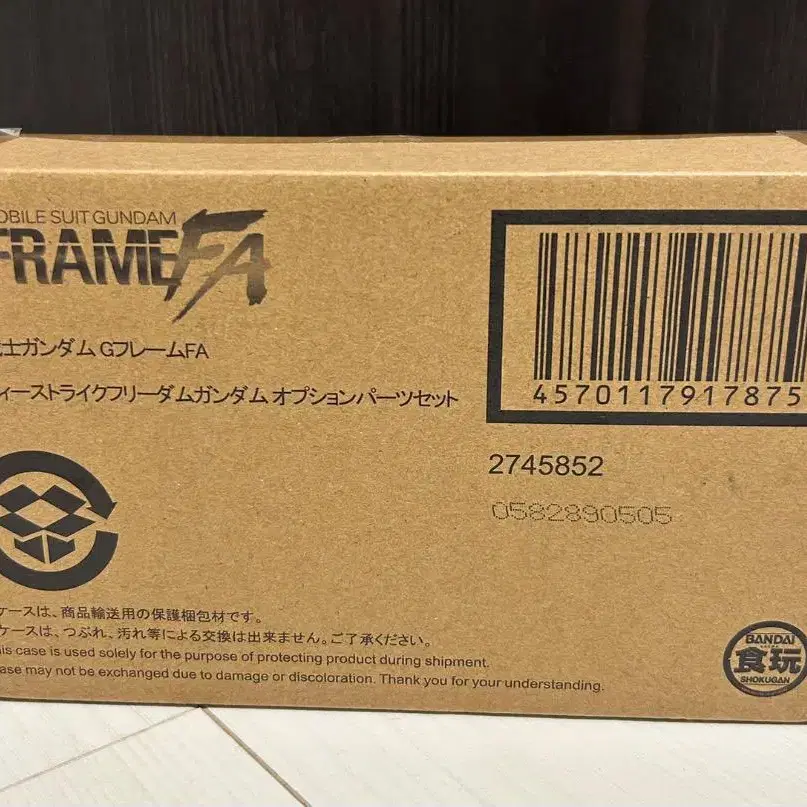 OBILE SUIT GUNDAM
FRAME FA
士ガンダム GフレームFA
ィーストライクフリーダムガンダム オプションパーツセット
4570117917875
2745852
0582890505
ケースは、商品輸送用の保護梱包材です。
ケースは、つぶれ、汚れ等による交換は出来ません。ご了承ください。
his case is used solely for the purpose of protecting product during shipment.
ase may not be exchanged due to damage or discoloration. Thank you for your understanding.
BANDAI
食玩
SHOKUGAN